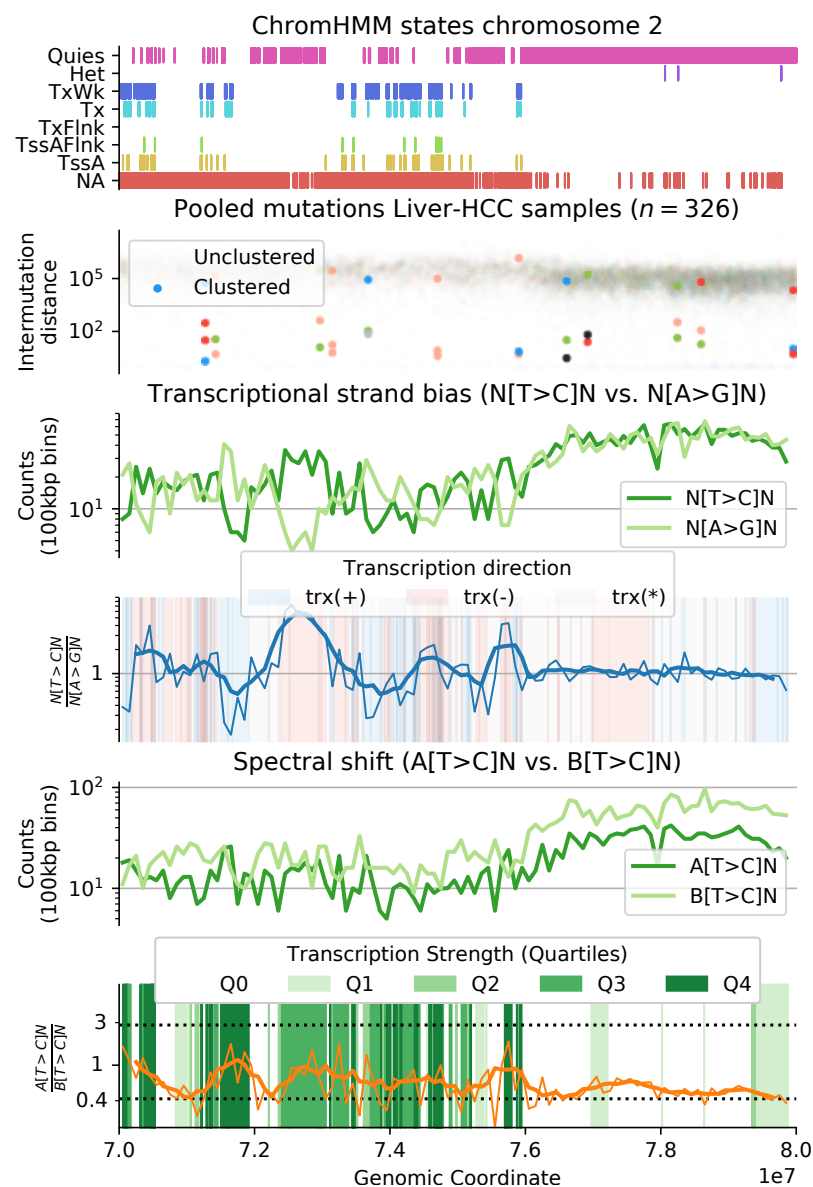 ChromHMM states chromosome 2
Quies
Het
TxWk
Tx
TxFlnk
TssAFlnk
TssA
NA
Pooled mutations Liver-HCC samples (n = 326)
Intermutation
distance
10^5
10^2
Unclustered
Clustered
Transcriptional strand bias (N[T>C]N vs. N[A>G]N)
Counts
(100kbp bins)
10^1
N[T>C]N
N[A>G]N
Transcription direction
trx(+) trx(-) trx(*)
N[T > C]N
N[A > G]N
1
Spectral shift (A[T>C]N vs. B[T>C]N)
Counts
(100kbp bins)
10^2
10^1
A[T>C]N
B[T>C]N
Transcription Strength (Quartiles)
Q0 Q1 Q2 Q3 Q4
A[T > C]N
B[T > C]N
3
1
0.4
7.0 7.2 7.4 7.6 7.8 8.0
Genomic Coordinate
1e7